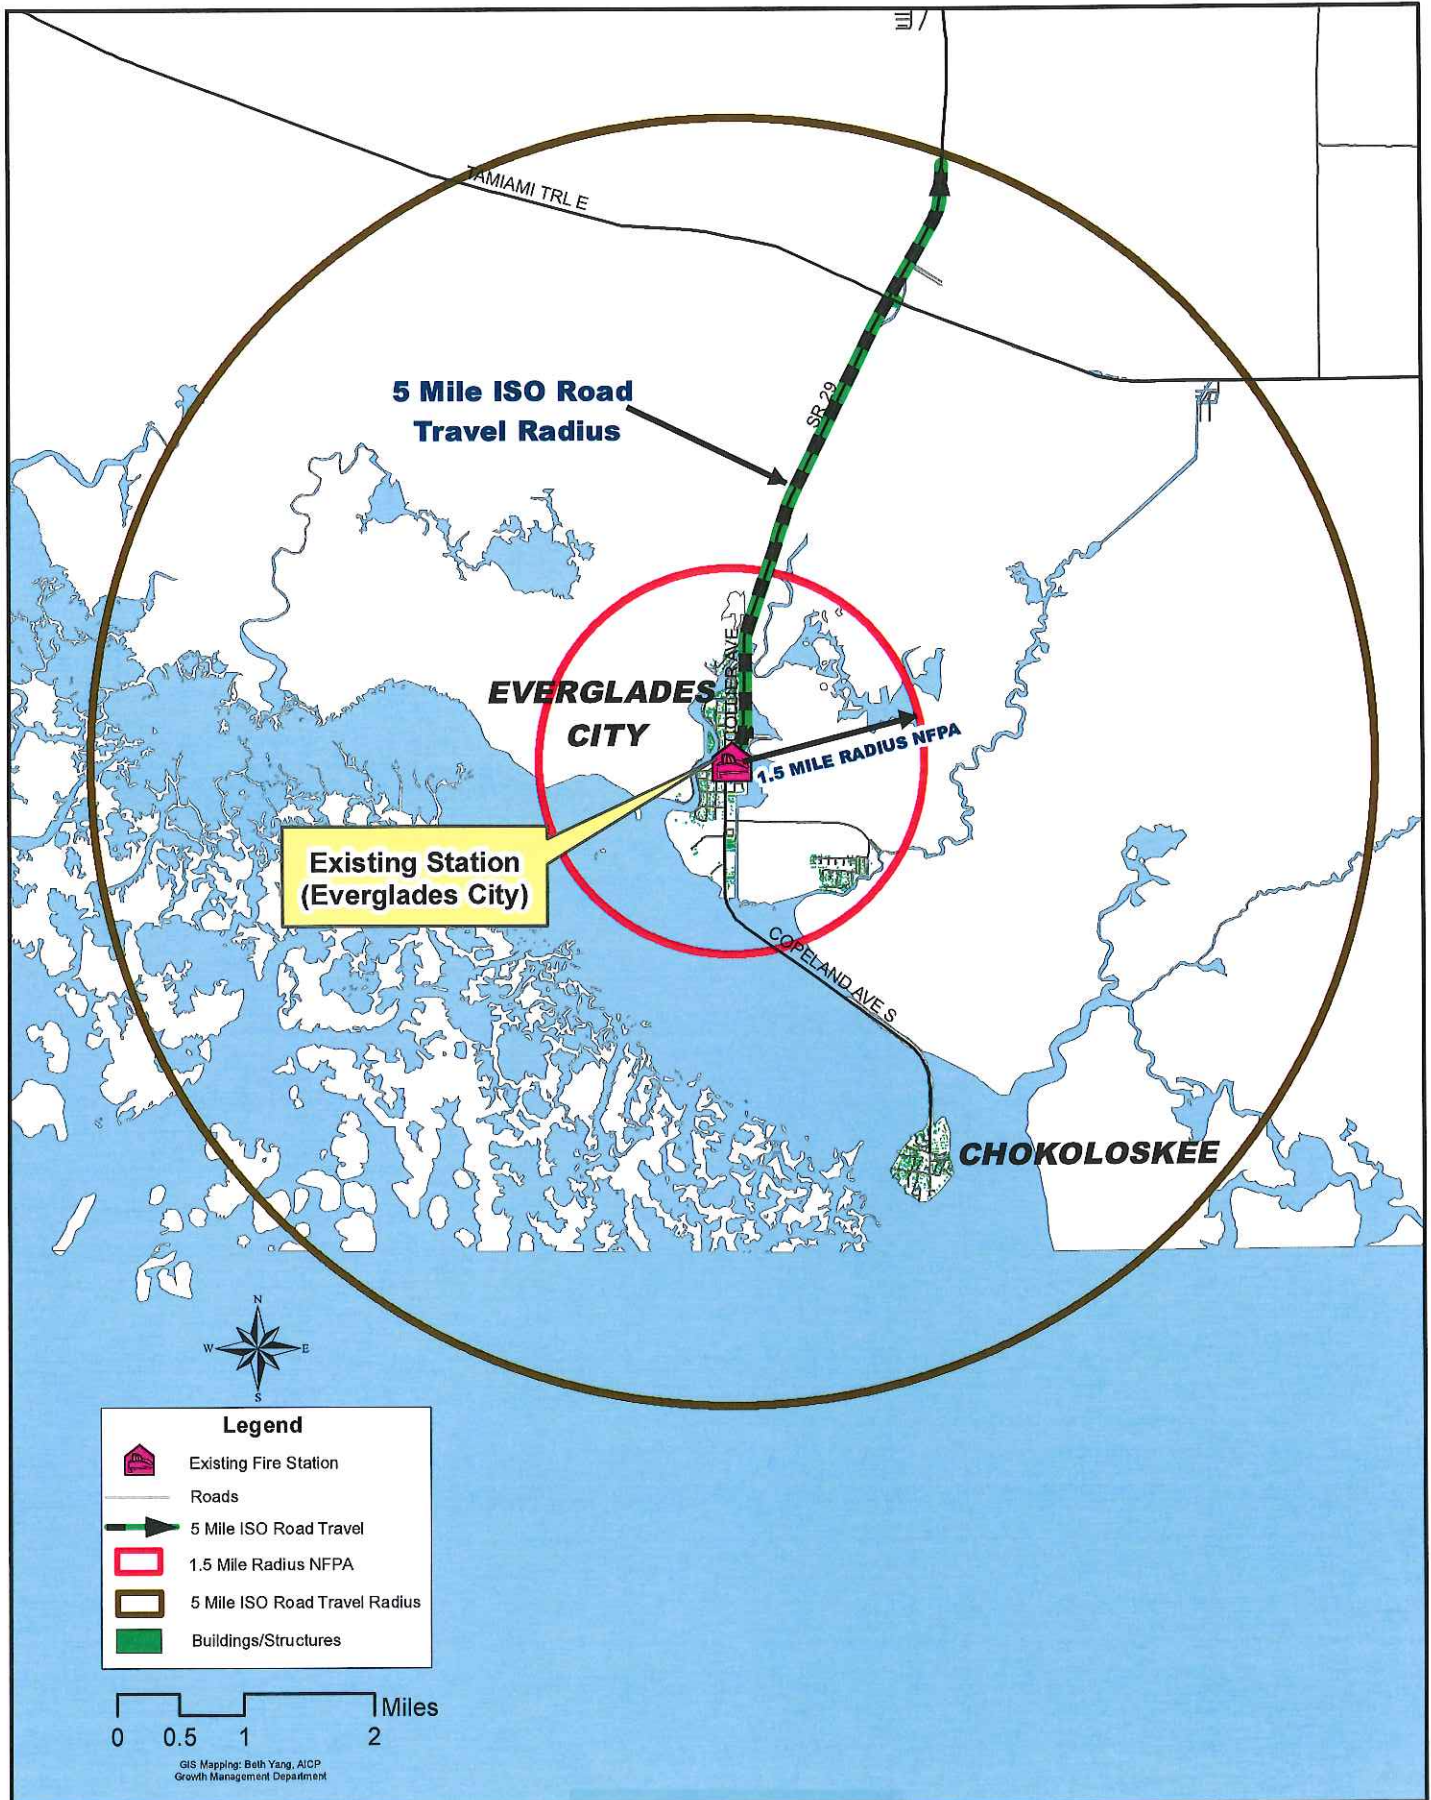 TAMIAMI TRL E
5 Mile ISO Road
Travel Radius
SR 29
EVERGLADES
CITY
1.5 MILE RADIUS NFPA
Existing Station
(Everglades City)
COPELAND AVE S
CHOKOLOSKEE
N
W
E
S
Legend
Existing Fire Station
Roads
5 Mile ISO Road Travel
1.5 Mile Radius NFPA
5 Mile ISO Road Travel Radius
Buildings/Structures
Miles
0 0.5 1 2
GIS Mapping: Beth Yang, AICP
Growth Management Department